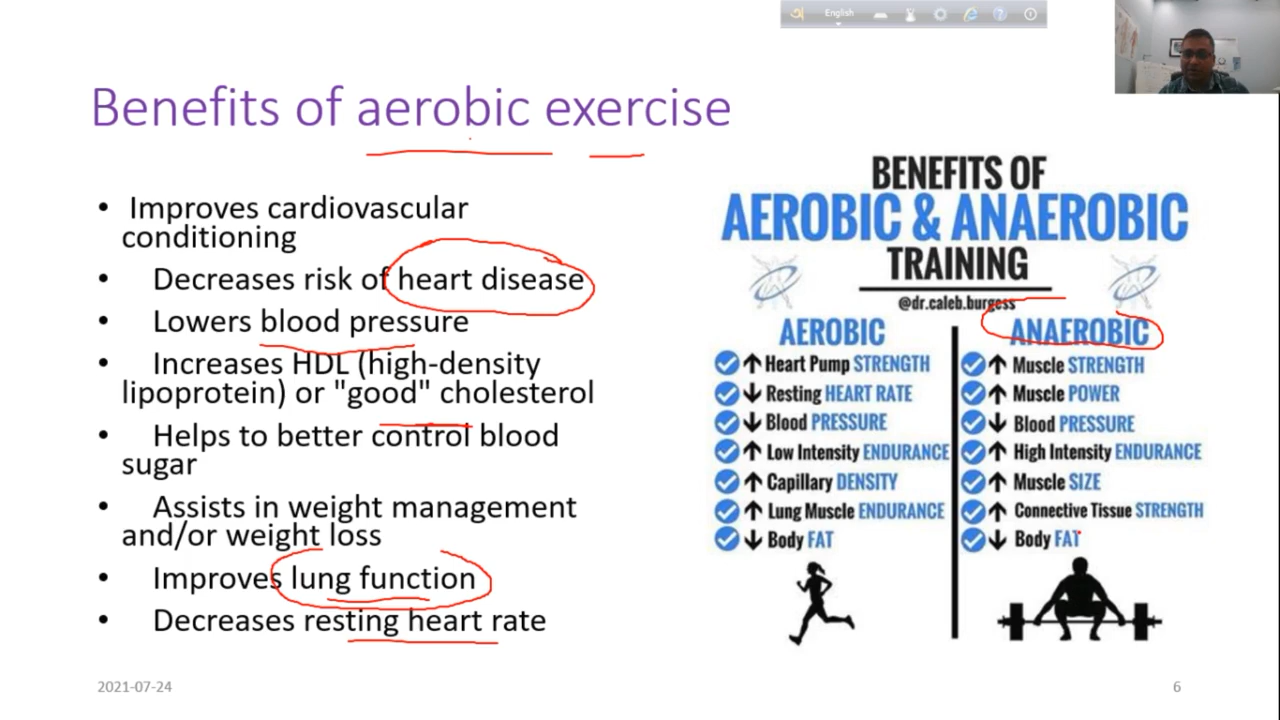 অ
English
Benefits of aerobic exercise
• Improves cardiovascular
conditioning
• Decreases risk of heart disease
• Lowers blood pressure
• Increases HDL (high-density
lipoprotein) or "good" cholesterol
• Helps to better control blood
sugar
• Assists in weight management
and/or weight loss
• Improves lung function
• Decreases resting heart rate
BENEFITS OF
AEROBIC & ANAEROBIC
TRAINING
@dr.caleb.burgess
AEROBIC
↑ Heart Pump STRENGTH
↓ Resting HEART RATE
↓ Blood PRESSURE
↑ Low Intensity ENDURANCE
↑ Capillary DENSITY
↑ Lung Muscle ENDURANCE
↓ Body FAT
ANAEROBIC
↑ Muscle STRENGTH
↑ Muscle POWER
↓ Blood PRESSURE
↑ High Intensity ENDURANCE
↑ Muscle SIZE
↑ Connective Tissue STRENGTH
↓ Body FAT
2021-07-24
6